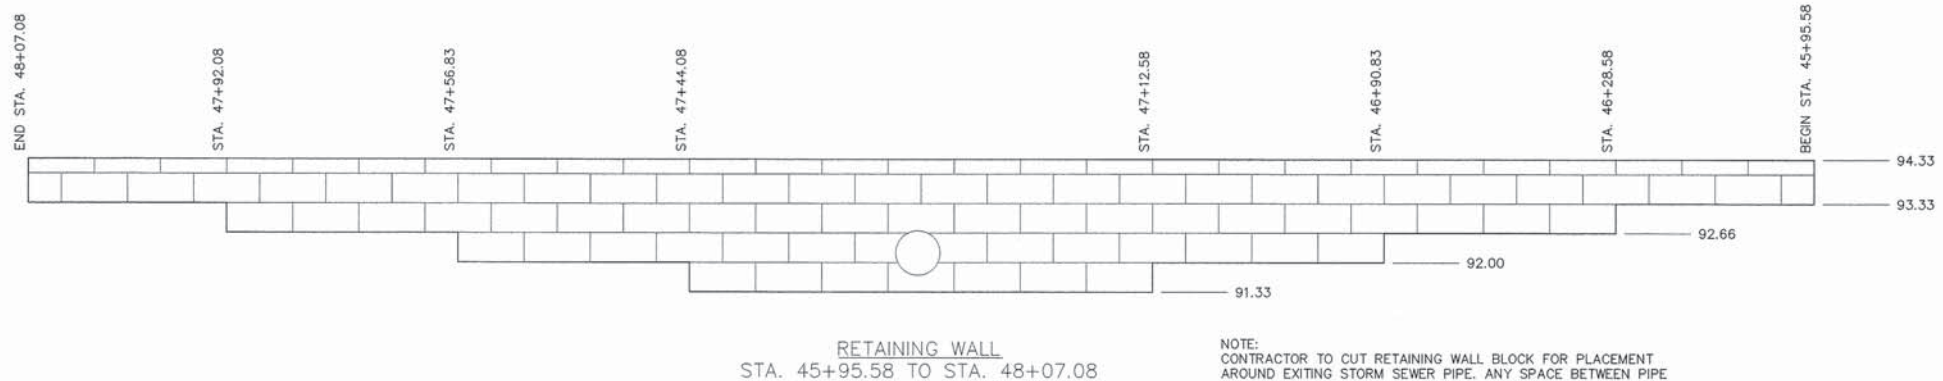 END STA. 48+07.08
STA. 47+92.08
STA. 47+56.83
STA. 47+44.08
STA. 47+12.58
STA. 46+90.83
STA. 46+28.58
BEGIN STA. 45+95.58
94.33
93.33
92.66
92.00
91.33
RETAINING WALL
STA. 45+95.58 TO STA. 48+07.08
NOTE:
CONTRACTOR TO CUT RETAINING WALL BLOCK FOR PLACEMENT
AROUND EXITING STORM SEWER PIPE. ANY SPACE BETWEEN PIPE